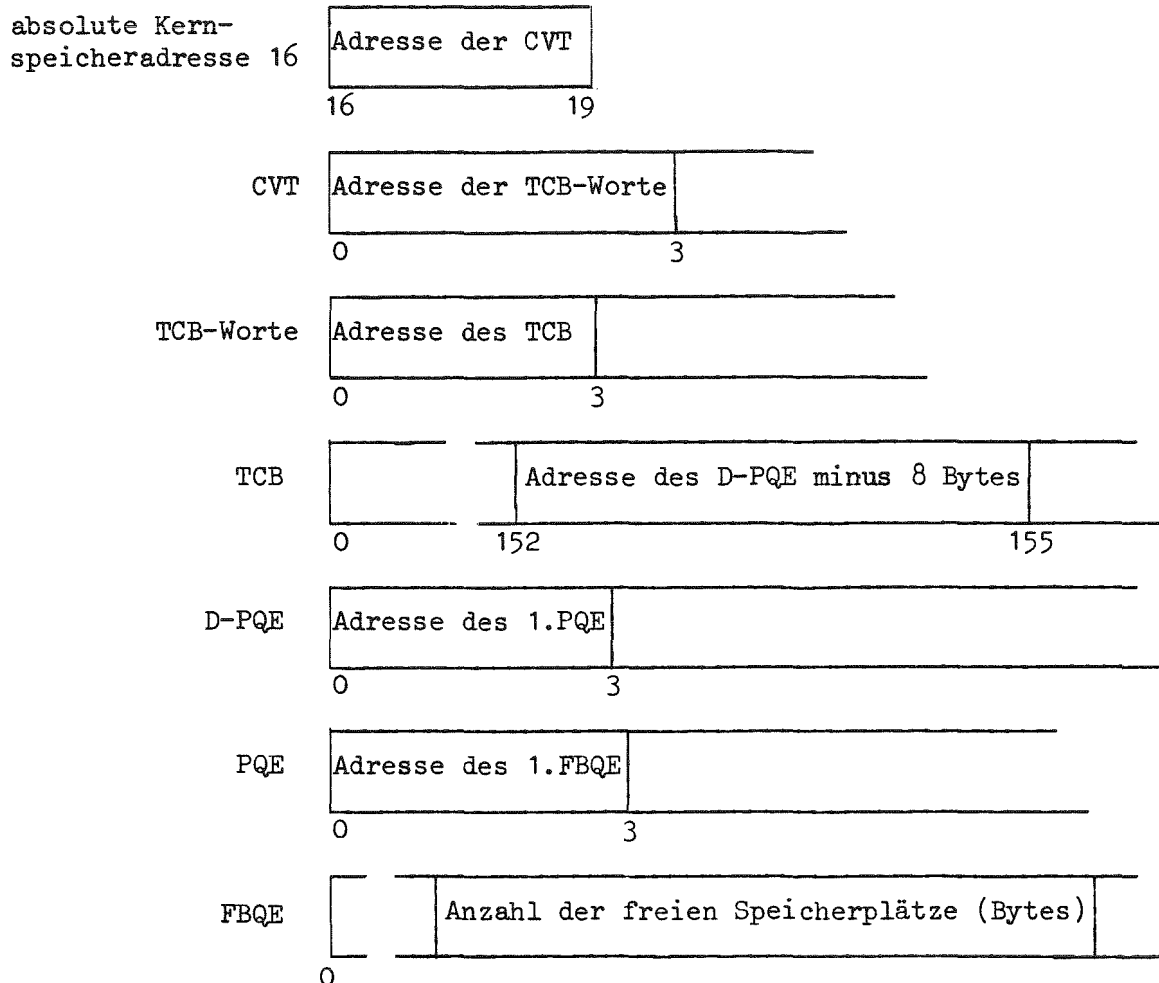 absolute Kern-
speicheradresse 16
Adresse der CVT
16 19
CVT
Adresse der TCB-Worte
0 3
TCB-Worte
Adresse des TCB
0 3
TCB
Adresse des D-PQE minus 8 Bytes
0 152 155
D-PQE
Adresse des 1.PQE
0 3
PQE
Adresse des 1.FBQE
0 3
FBQE
Anzahl der freien Speicherplätze (Bytes)
0